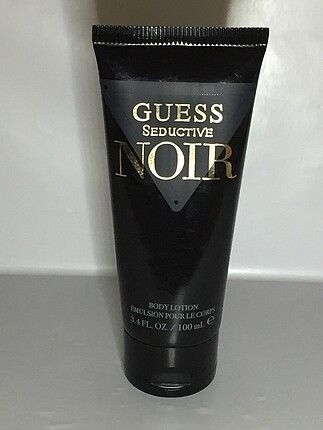 GUESS
SEDUCTIVE
NOIR
BODY LOTION
ÉMULSION POUR LE CORPS
3.4 FL. OZ. / 100 mL ℮